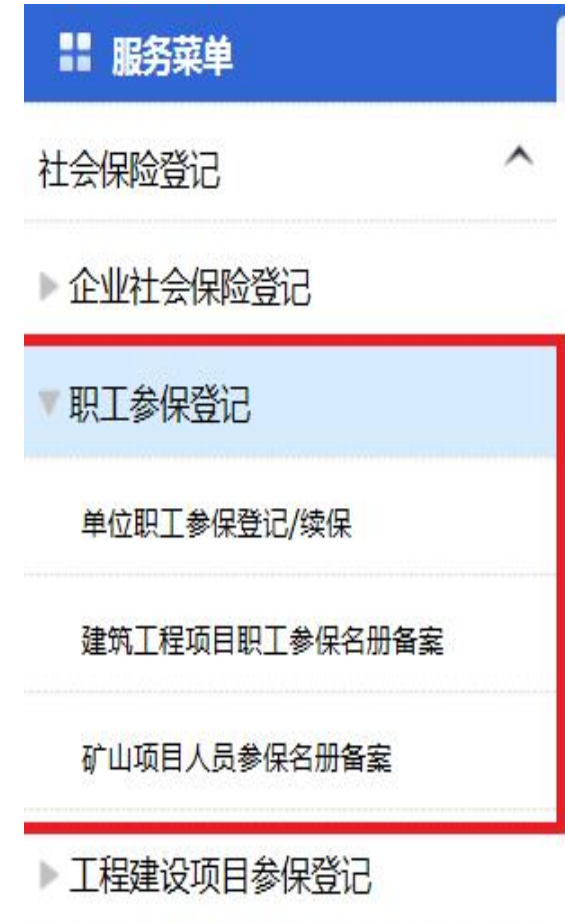 服务菜单
社会保险登记
企业社会保险登记
职工参保登记
单位职工参保登记/续保
建筑工程项目职工参保名册备案
矿山项目人员参保名册备案
工程建设项目参保登记